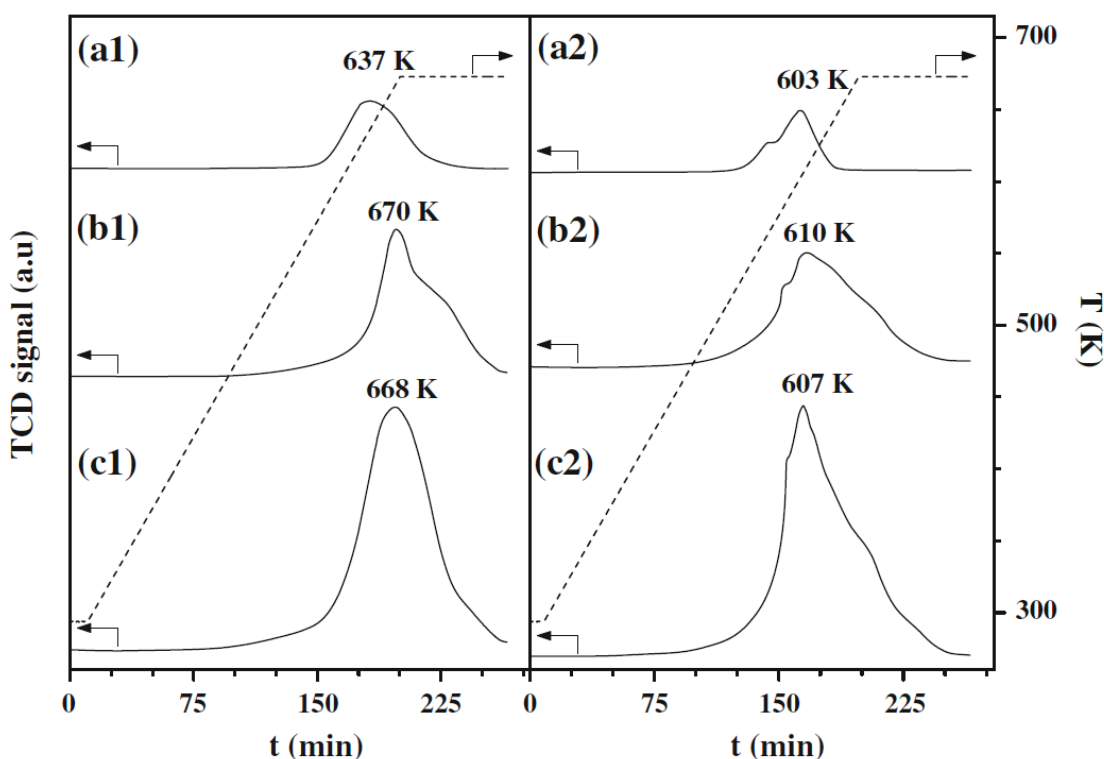 (a1)
637 K
(b1)
670 K
(c1)
668 K
(a2)
603 K
(b2)
610 K
(c2)
607 K
TCD signal (a.u)
700
500
300
T (K)
0
75
150
225
0
75
150
225
t (min)
t (min)